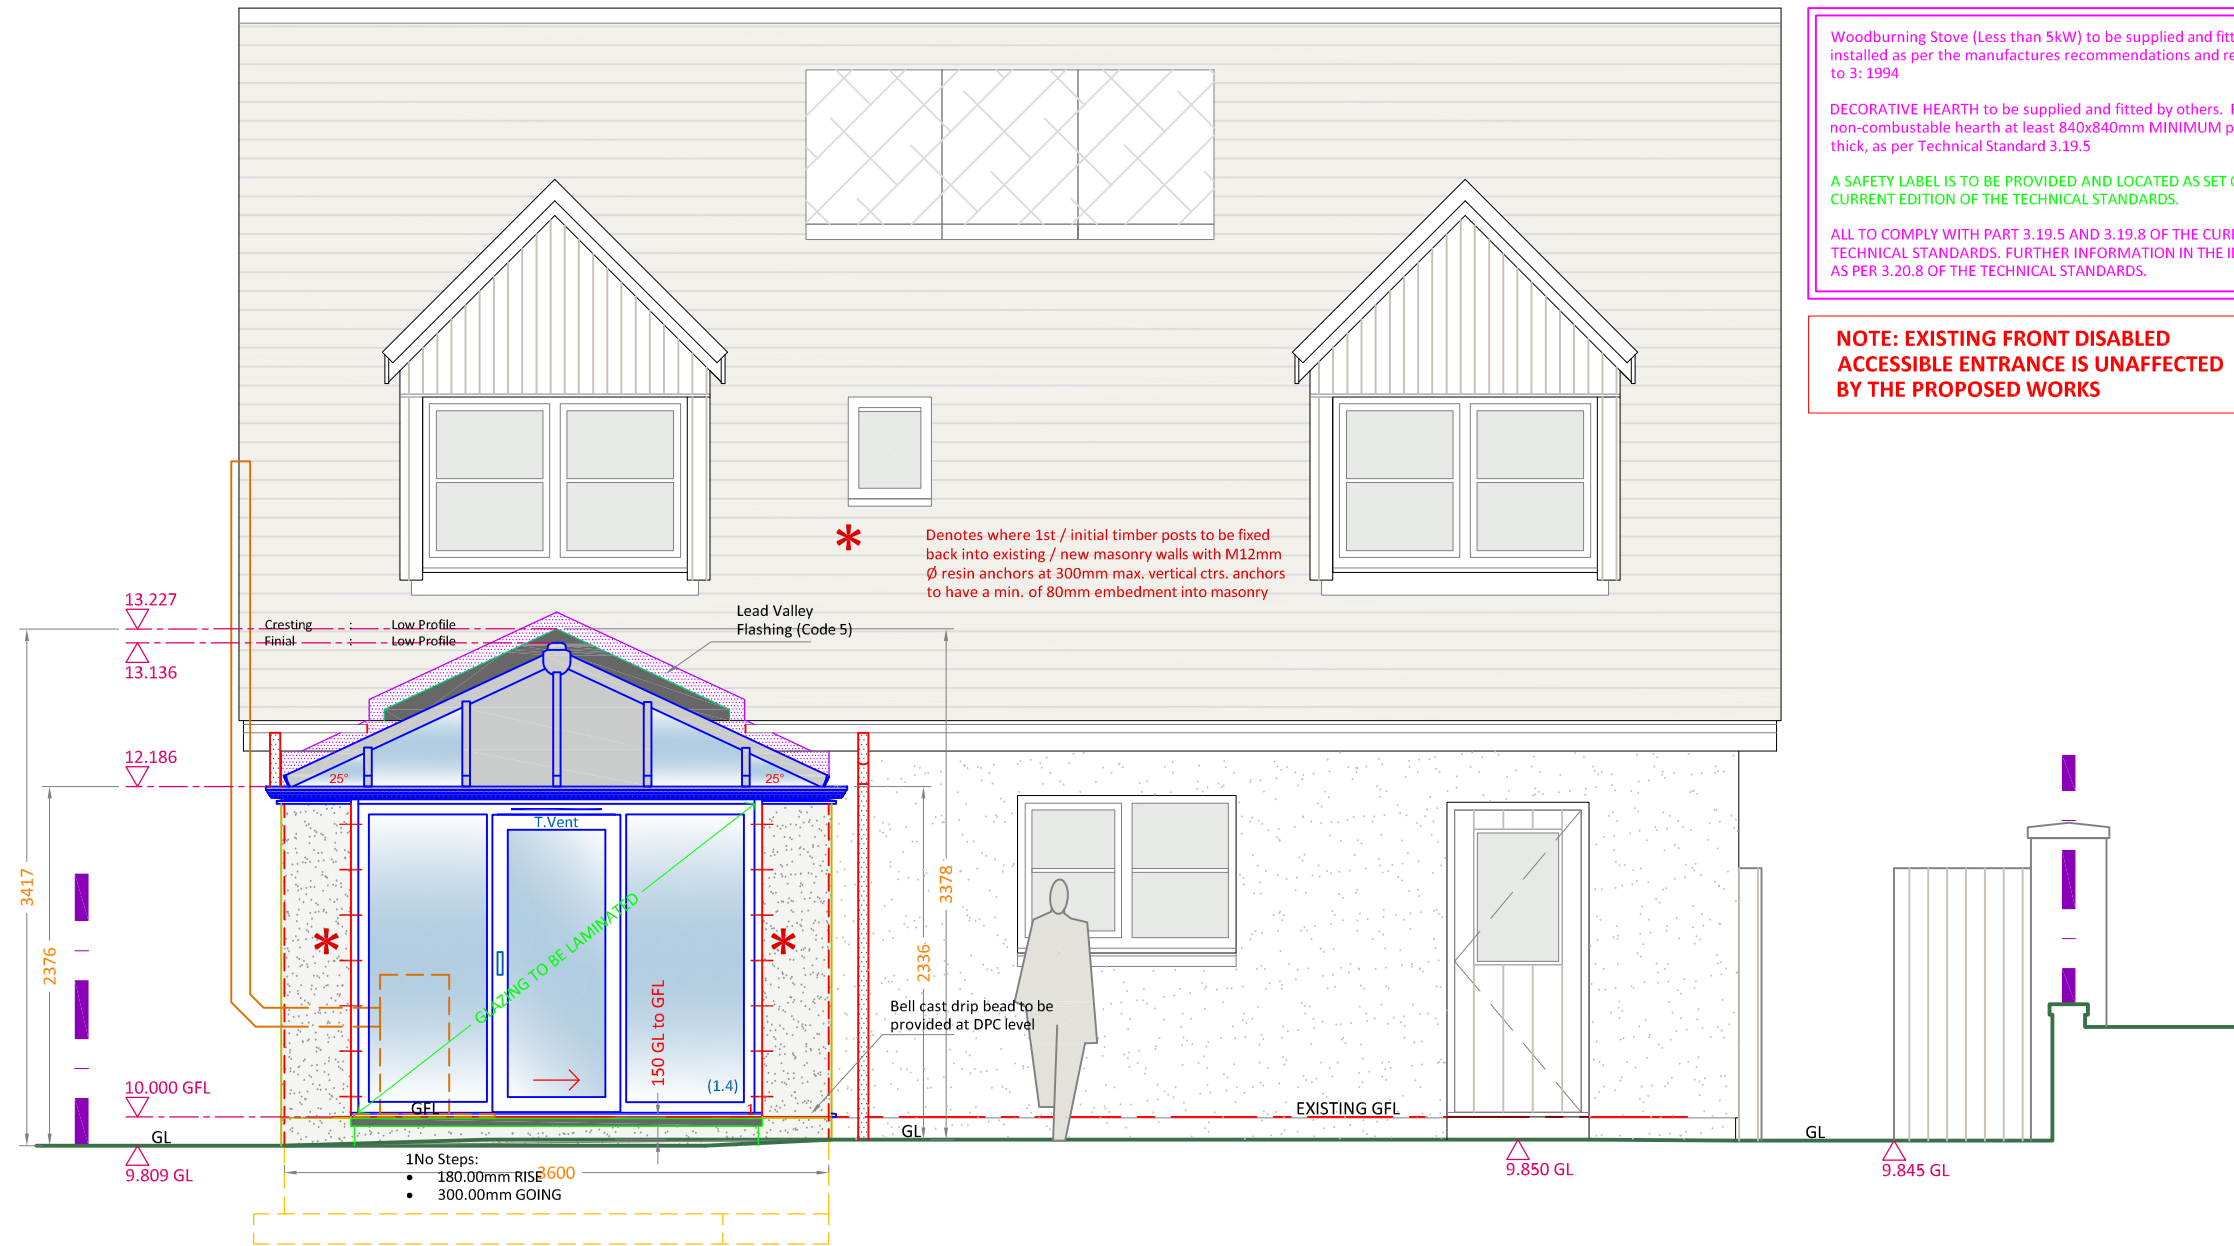 Woodburning Stove (Less than 5kW) to be supplied and
installed as per the manufactures recommendations and
to 3: 1994
DECORATIVE HEARTH to be supplied and fitted by others.
non-combustable hearth at least 840x840mm MINIMUM
thick, as per Technical Standard 3.19.5
A SAFETY LABEL IS TO BE PROVIDED AND LOCATED AS SET
CURRENT EDITION OF THE TECHNICAL STANDARDS.
ALL TO COMPLY WITH PART 3.19.5 AND 3.19.8 OF THE
TECHNICAL STANDARDS. FURTHER INFORMATION IN THE
AS PER 3.20.8 OF THE TECHNICAL STANDARDS.
NOTE: EXISTING FRONT DISABLED
ACCESSIBLE ENTRANCE IS UNAFFECTED
BY THE PROPOSED WORKS
*
Denotes where 1st / initial timber posts to be fixed
back into existing / new masonry walls with M12mm
Ø resin anchors at 300mm max. vertical ctrs. anchors
to have a min. of 80mm embedment into masonry
13.227
Cresting : Low Profile
Finial : Low Profile
13.136
Lead Valley
Flashing (Code 5)
12.186
25°
25°
T.Vent
3417
2376
3378
2336
*
*
GLAZING TO BE LAMINATED
150 GL to GFL
(1.4)
1
Bell cast drip bead to be
provided at DPC level
10.000 GFL
GFL
EXISTING GFL
GL
GL
GL
9.809 GL
9.850 GL
9.845 GL
1No Steps:
• 180.00mm RISE
• 300.00mm GOING
3600